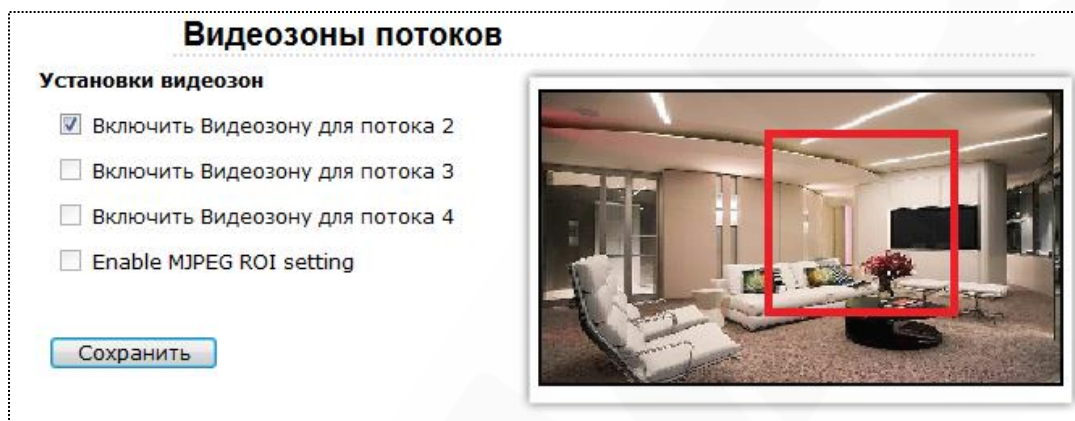 Видеозоны потоков
Установки видеозон
Включить Видеозону для потока 2
Включить Видеозону для потока 3
Включить Видеозону для потока 4
Enable MJPEG ROI setting
Сохранить